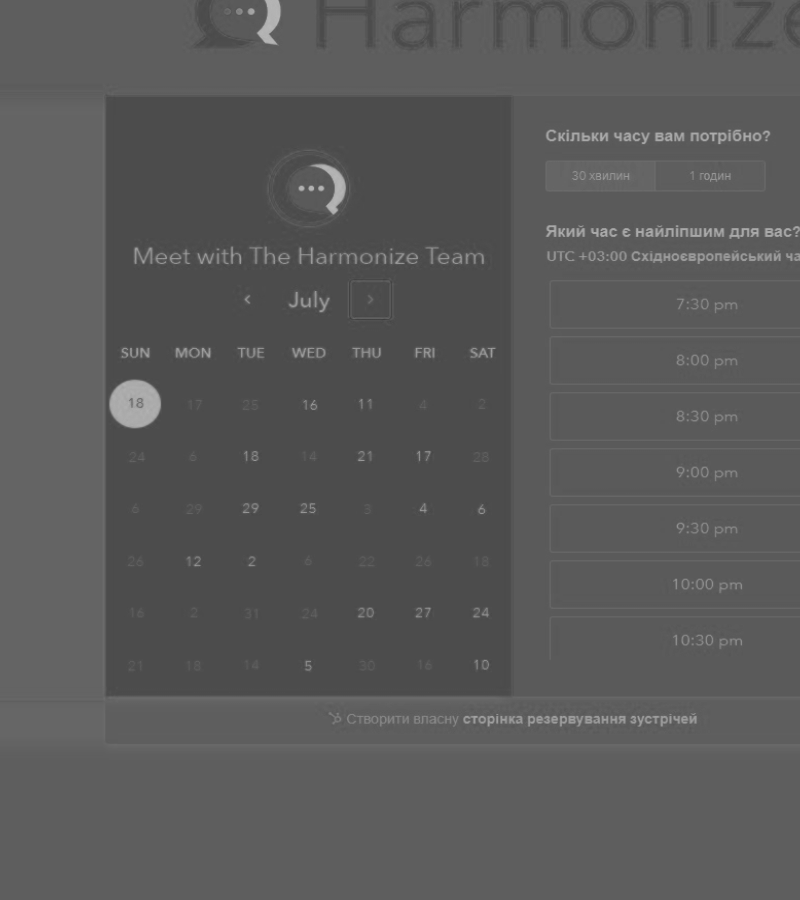 Harmonize
Скільки часу вам потрібно?
30 хвилин 1 годин
Який час є найліпшим для вас?
UTC +03:00 Східноєвропейський ча
Meet with The Harmonize Team
‹ July ›
SUN MON TUE WED THU FRI SAT
18 17 25 16 11 4 2
24 6 18 14 21 17 28
6 29 29 25 3 4 6
26 12 2 6 22 26 18
16 2 31 24 20 27 24
21 18 14 5 30 16 10
7:30 pm
8:00 pm
8:30 pm
9:00 pm
9:30 pm
10:00 pm
10:30 pm
Створити власну сторінка резервування зустрічей